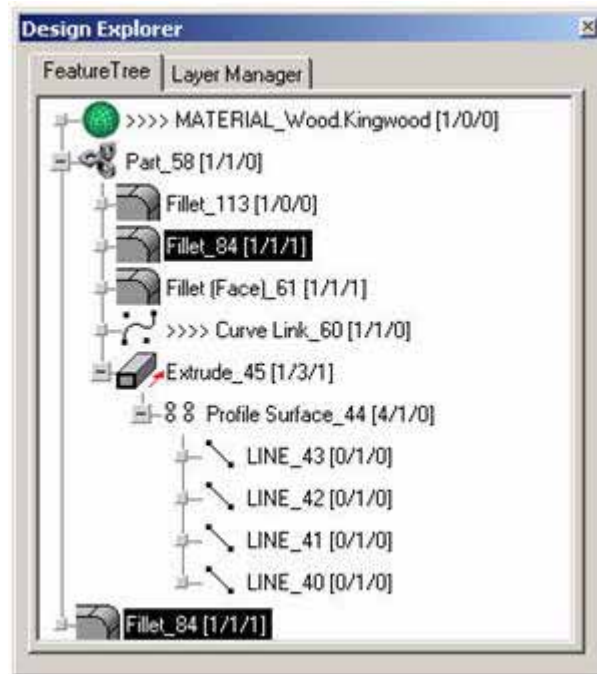 Design Explorer
FeatureTree Layer Manager
>>>> MATERIAL_Wood.Kingwood [1/0/0]
Part_58 [1/1/0]
Fillet_113 [1/0/0]
Fillet_84 [1/1/1]
Fillet (Face)_61 [1/1/1]
>>>> Curve Link_60 [1/1/0]
Extrude_45 [1/3/1]
Profile Surface_44 [4/1/0]
LINE_43 [0/1/0]
LINE_42 [0/1/0]
LINE_41 [0/1/0]
LINE_40 [0/1/0]
Fillet_84 [1/1/1]